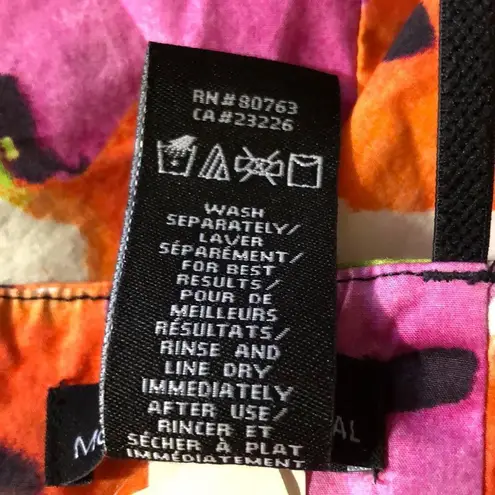 RN#80763
CA#23226
WASH
SEPARATELY/
LAVER
SÉPARÉMENT/
FOR BEST
RESULTS/
POUR DE
MEILLEURS
RÉSULTATS/
RINSE AND
LINE DRY
IMMEDIATELY
AFTER USE/
RINCER ET
SÉCHER À PLAT
IMMÉDIATEMENT